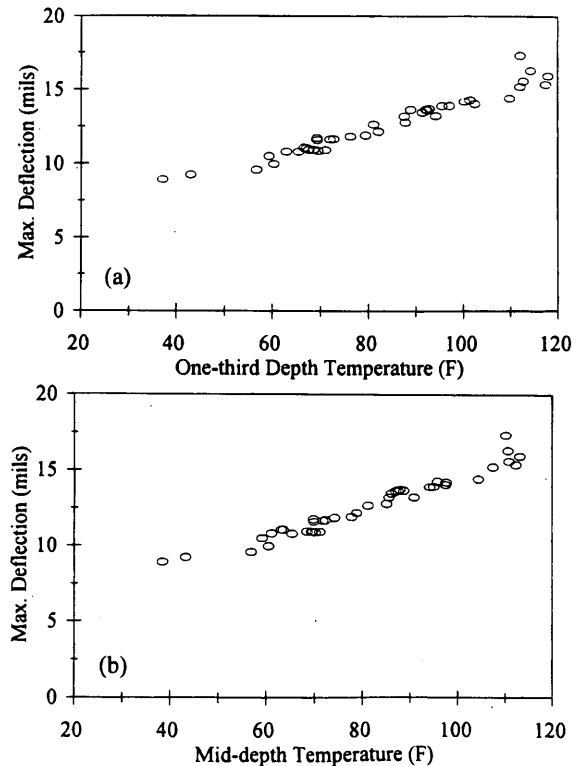 20
15
10
5
0
Max. Deflection (mils)
(a)
20 40 60 80 100 120
One-third Depth Temperature (F)
20
15
10
5
0
Max. Deflection (mils)
(b)
20 40 60 80 100 120
Mid-depth Temperature (F)